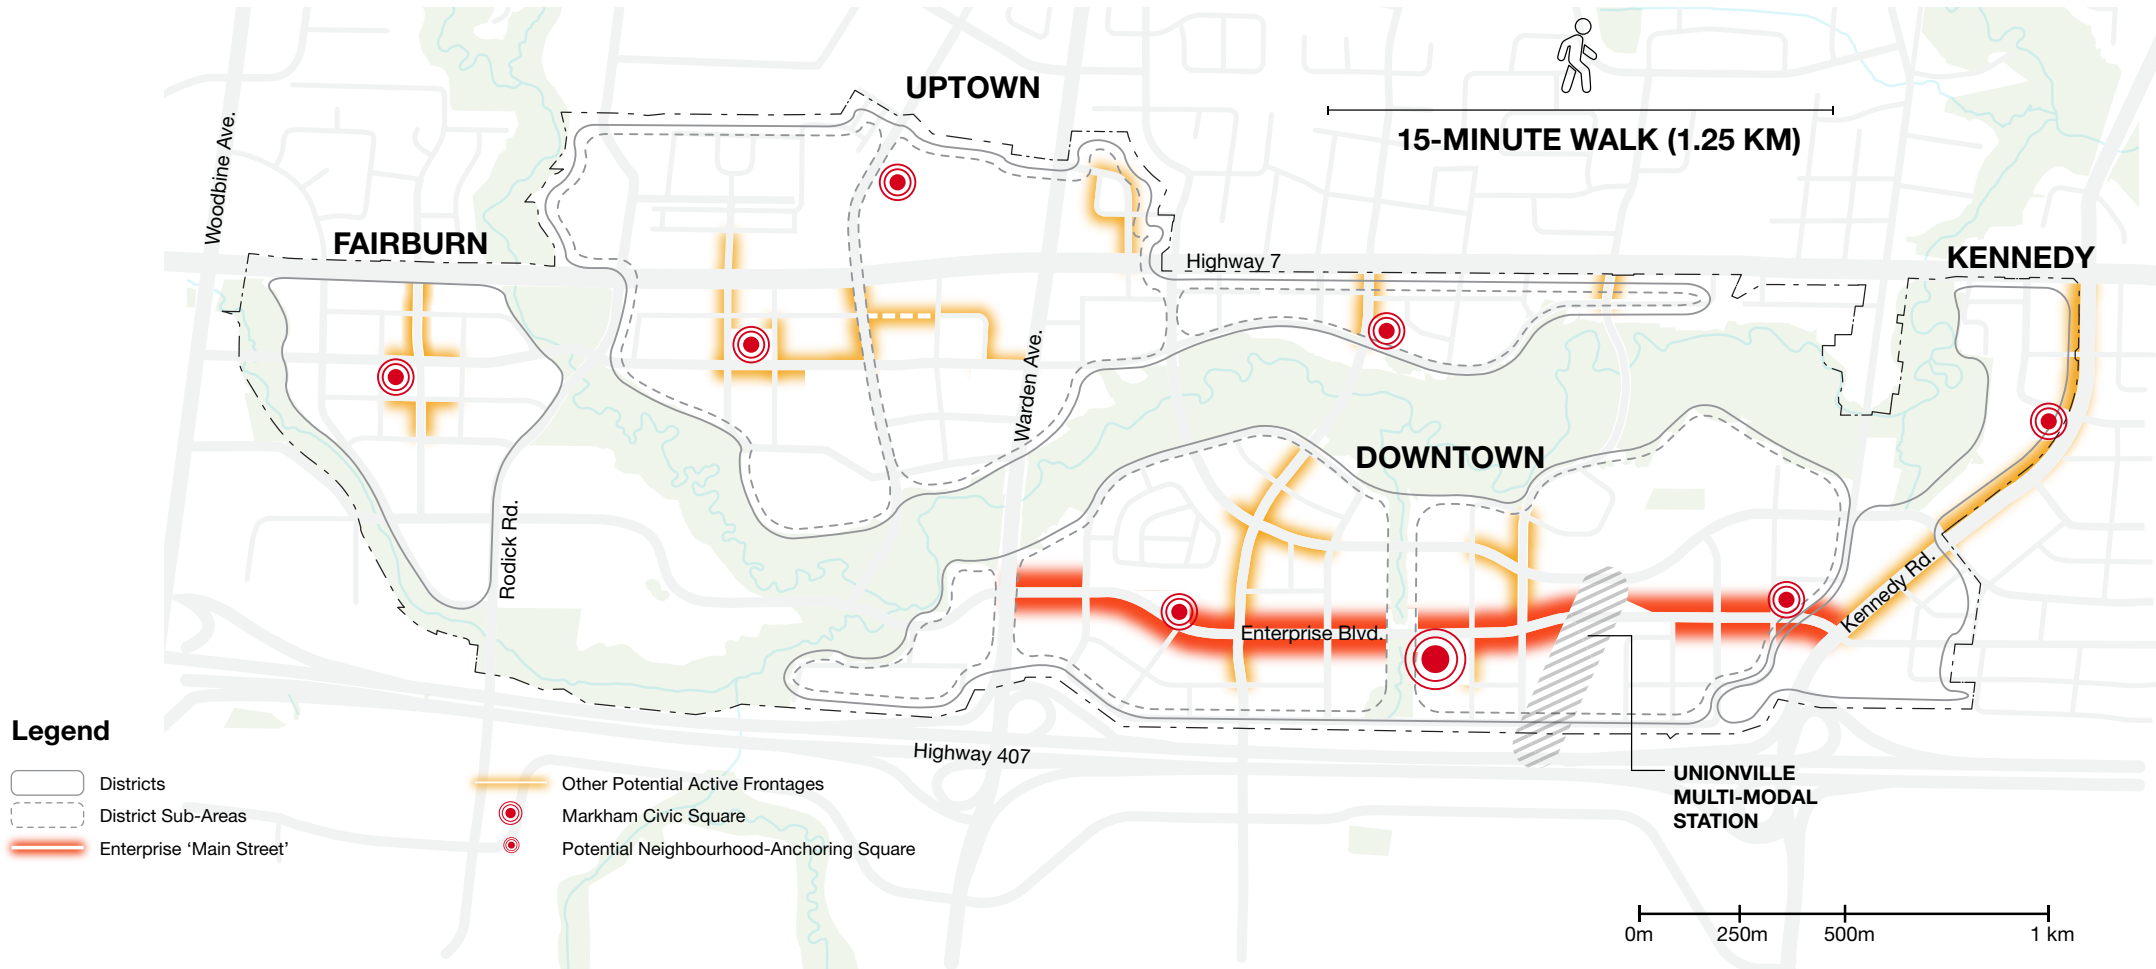 UPTOWN
15-MINUTE WALK (1.25 KM)
Woodbine Ave.
FAIRBURN
Highway 7
KENNEDY
Warden Ave.
DOWNTOWN
Rodick Rd.
Enterprise Blvd.
Kennedy Rd.
Highway 407
UNIONVILLE
MULTI-MODAL
STATION
Legend
Districts
District Sub-Areas
Enterprise ‘Main Street’
Other Potential Active Frontages
Markham Civic Square
Potential Neighbourhood-Anchoring Square
0m 250m 500m 1 km